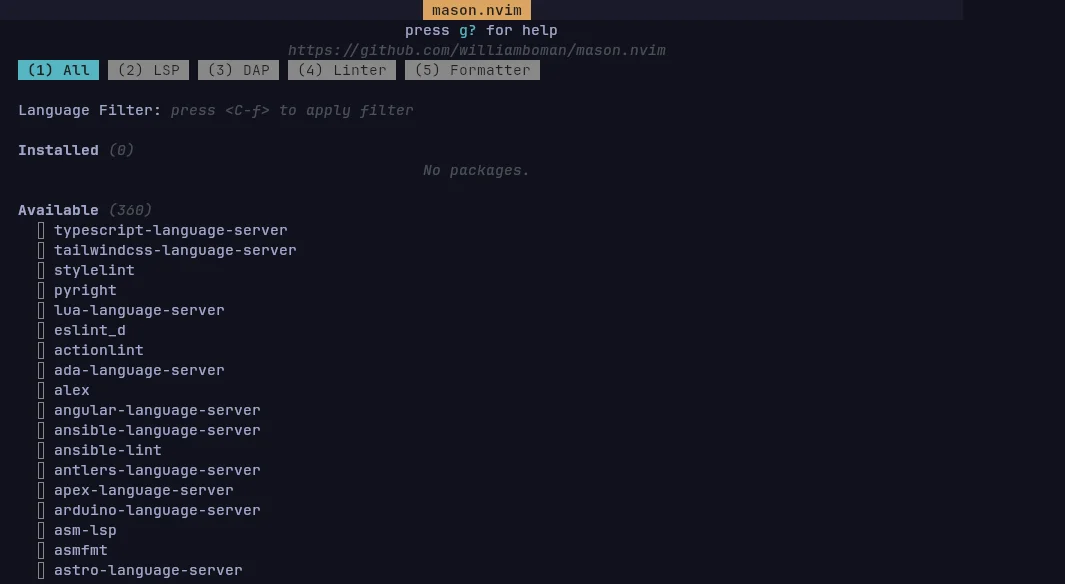 mason.nvim
press g? for help
https://github.com/williamboman/mason.nvim
(1) All (2) LSP (3) DAP (4) Linter (5) Formatter
Language Filter: press <C-f> to apply filter
Installed (0)
No packages.
Available (360)
typescript-language-server
tailwindcss-language-server
stylelint
pyright
lua-language-server
eslint_d
actionlint
ada-language-server
alex
angular-language-server
ansible-language-server
ansible-lint
antlers-language-server
apex-language-server
arduino-language-server
asm-lsp
asmfmt
astro-language-server